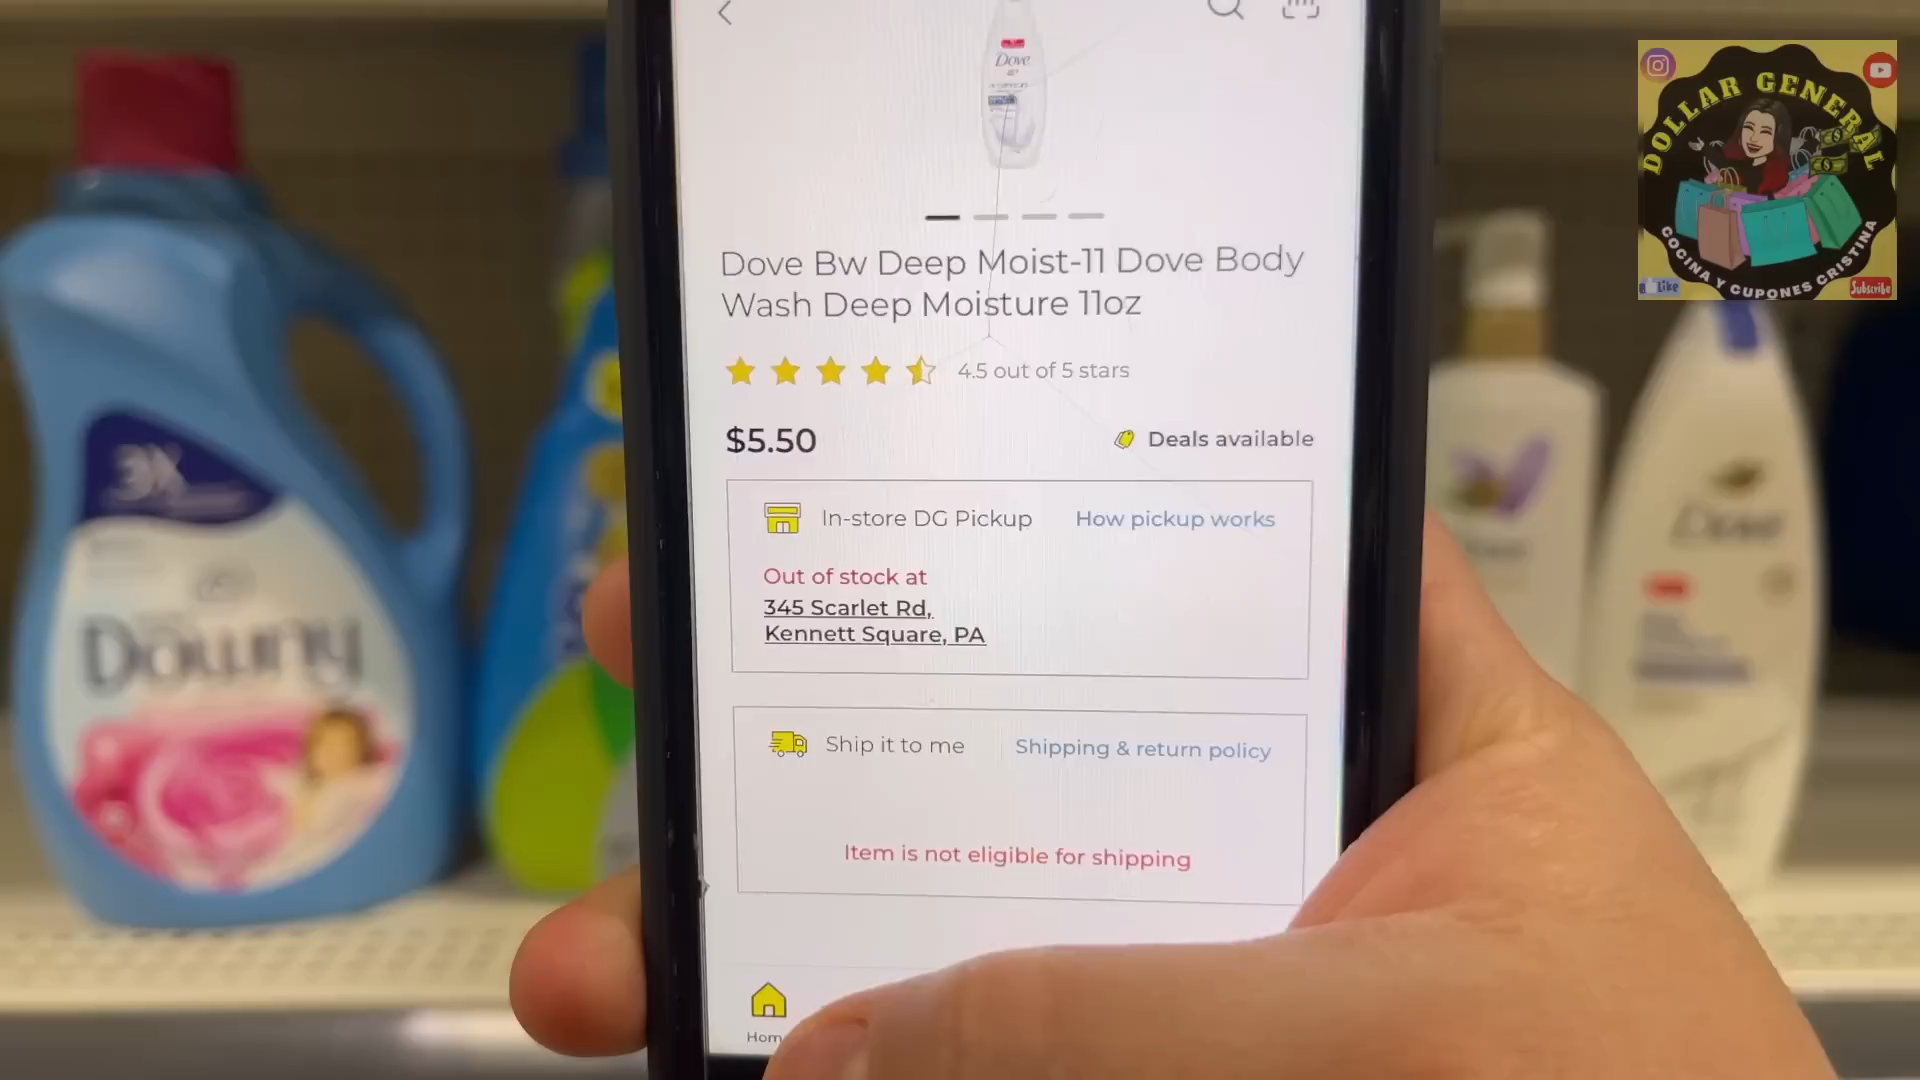 Dove
Dove Bw Deep Moist-11 Dove Body
Wash Deep Moisture 11oz
4.5 out of 5 stars
$5.50
Deals available
In-store DG Pickup
How pickup works
Out of stock at
345 Scarlet Rd,
Kennett Square, PA
Ship it to me
Shipping & return policy
Item is not eligible for shipping
Hom
3X
Downy
Dove
DOLLAR GENERAL
COCINA Y CUPONES CRISTINA
Like
Subscribe